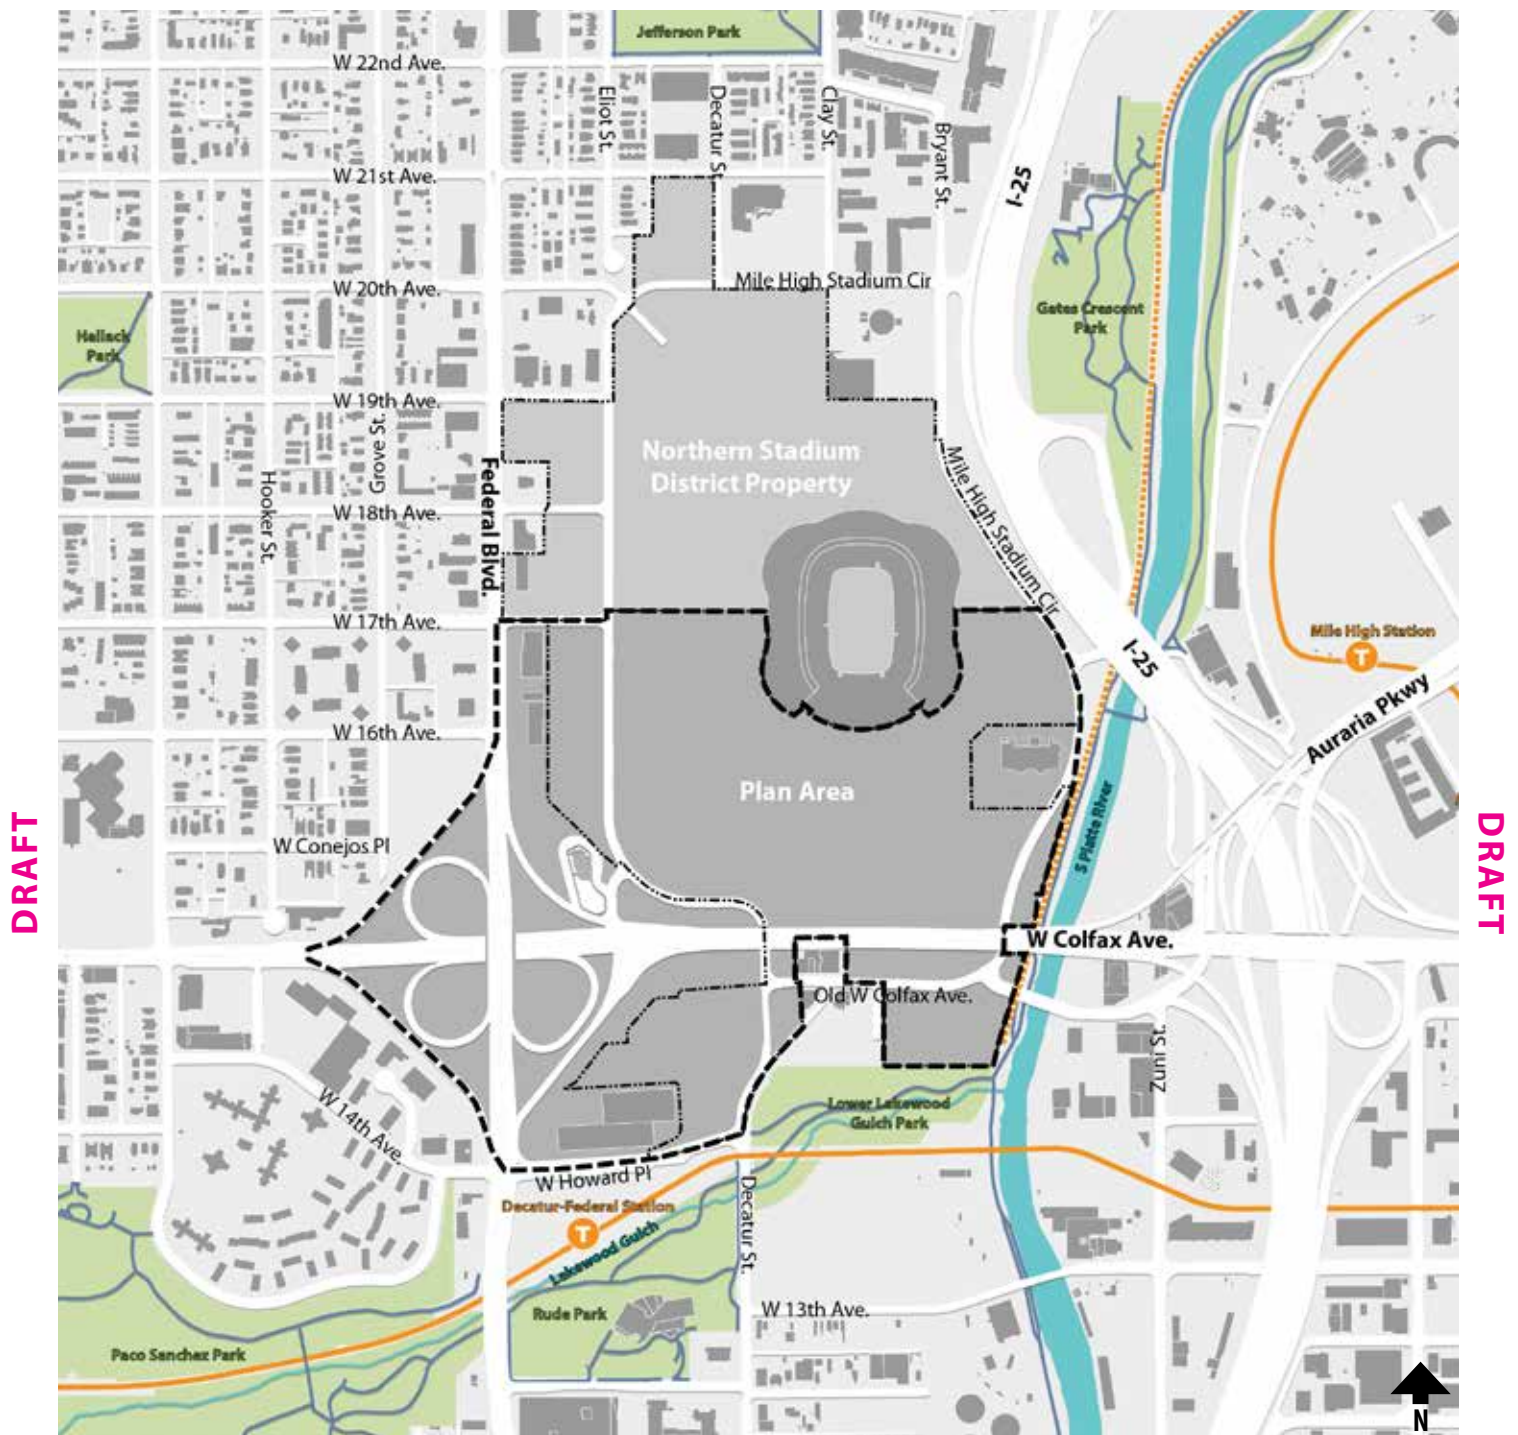 Jefferson Park
W 22nd Ave.
Eliot St.
Decatur St.
Clay St.
Bryant St.
I-25
W 21st Ave.
W 20th Ave.
Mile High Stadium Cir
Gates Crescent
Park
Hallack
Park
W 19th Ave.
Grove St.
Hooker St.
Federal Blvd.
Northern Stadium
District Property
Mile High Stadium Cir
W 18th Ave.
W 17th Ave.
I-25
Mile High Station
T
Auraria Pkwy
W 16th Ave.
Plan Area
S Platte River
DRAFT
DRAFT
W Conejos Pl
W Colfax Ave.
Old W Colfax Ave.
Zuni St.
W 14th Ave.
Lower Lakewood
Gulch Park
W Howard Pl
Decatur-Federal Station
T
Lakewood Gulch
Decatur St.
Rude Park
W 13th Ave.
Paco Sanchez Park
N